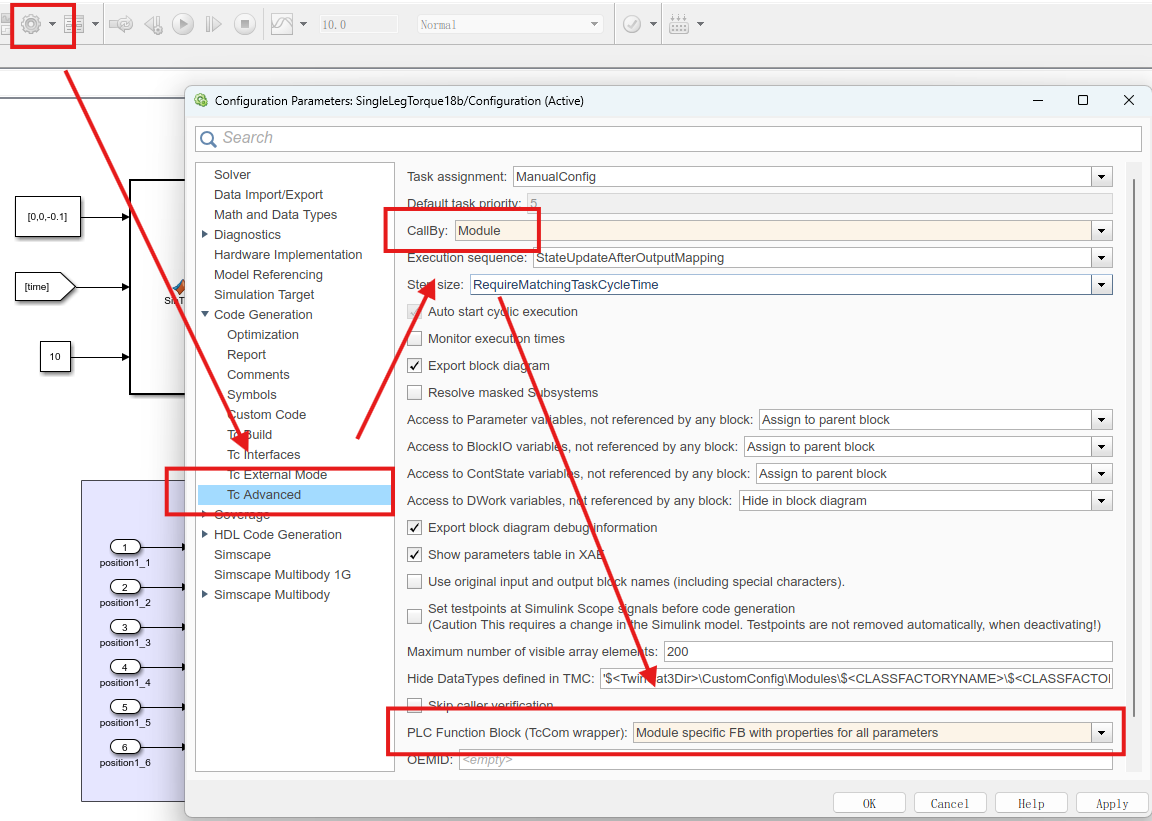 10.0
Normal
Configuration Parameters: SingleLegTorque18b/Configuration (Active)
Search
Solver
Data Import/Export
Math and Data Types
Diagnostics
Hardware Implementation
Model Referencing
Simulation Target
Code Generation
Optimization
Report
Comments
Symbols
Custom Code
Tc Build
Tc Interfaces
Tc External Mode
Tc Advanced
Coverage
HDL Code Generation
Simscape
Simscape Multibody 1G
Simscape Multibody
Task assignment: ManualConfig
Default task priority: 5
CallBy: Module
Execution sequence: StateUpdateAfterOutputMapping
Step size: RequireMatchingTaskCycleTime
Auto start cyclic execution
Monitor execution times
Export block diagram
Resolve masked Subsystems
Access to Parameter variables, not referenced by any block: Assign to parent block
Access to BlockIO variables, not referenced by any block: Assign to parent block
Access to ContState variables, not referenced by any block: Assign to parent block
Access to DWork variables, not referenced by any block: Hide in block diagram
Export block diagram debug information
Show parameters table in XAE
Use original input and output block names (including special characters).
Set testpoints at Simulink Scope signals before code generation
(Caution This requires a change in the Simulink model. Testpoints are not removed automatically, when deactivating!)
Maximum number of visible array elements: 200
Hide DataTypes defined in TMC: '$<TwinCat3Dir>\CustomConfig\Modules\$<CLASSFACTORYNAME>\$<CLASSFACTO
Skip caller verification
PLC Function Block (TcCom wrapper): Module specific FB with properties for all parameters
OEMID: <empty>
OK
Cancel
Help
Apply
[0,0,-0.1]
[time]
10
1
position1_1
2
position1_2
3
position1_3
4
position1_4
5
position1_5
6
position1_6